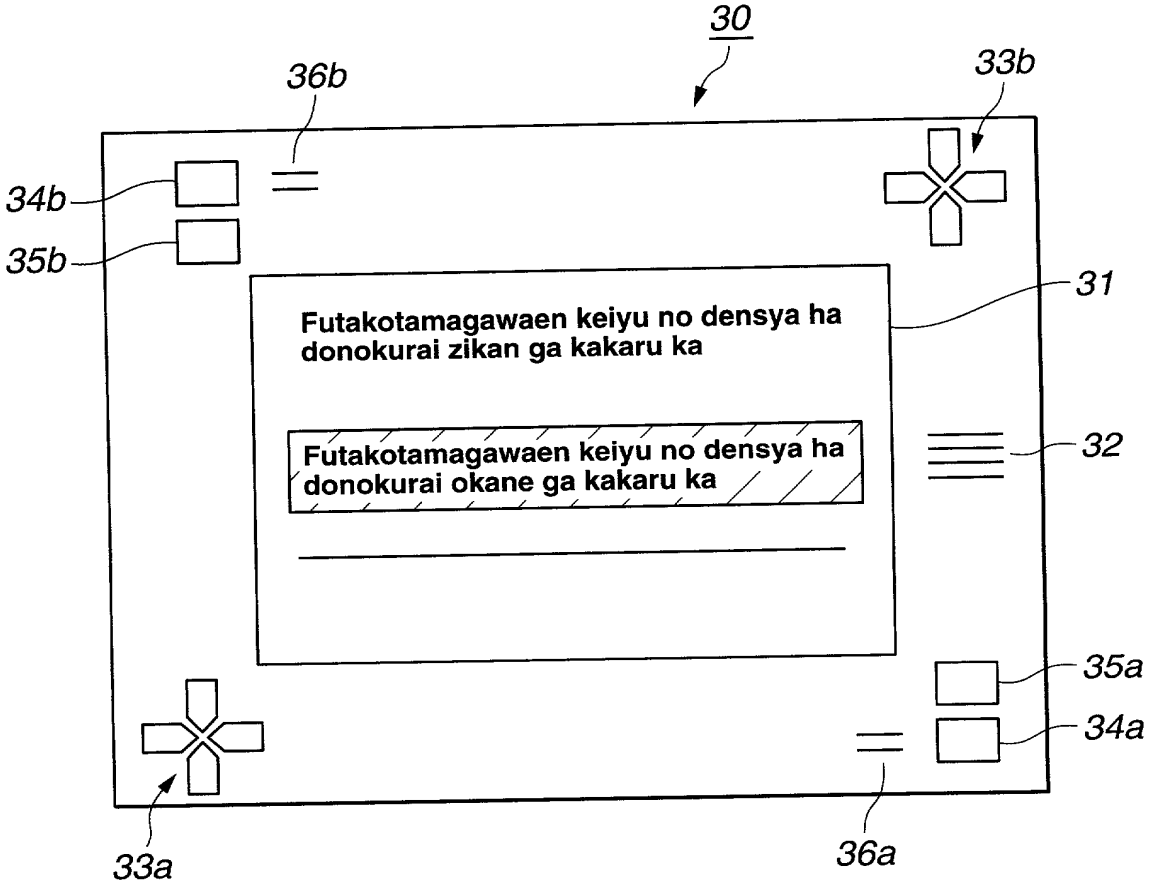 30
36b
33b
34b
35b
31
Futakotamagawaen keiyu no densya ha
donokurai zikan ga kakaru ka
Futakotamagawaen keiyu no densya ha
donokurai okane ga kakaru ka
32
35a
34a
33a
36a